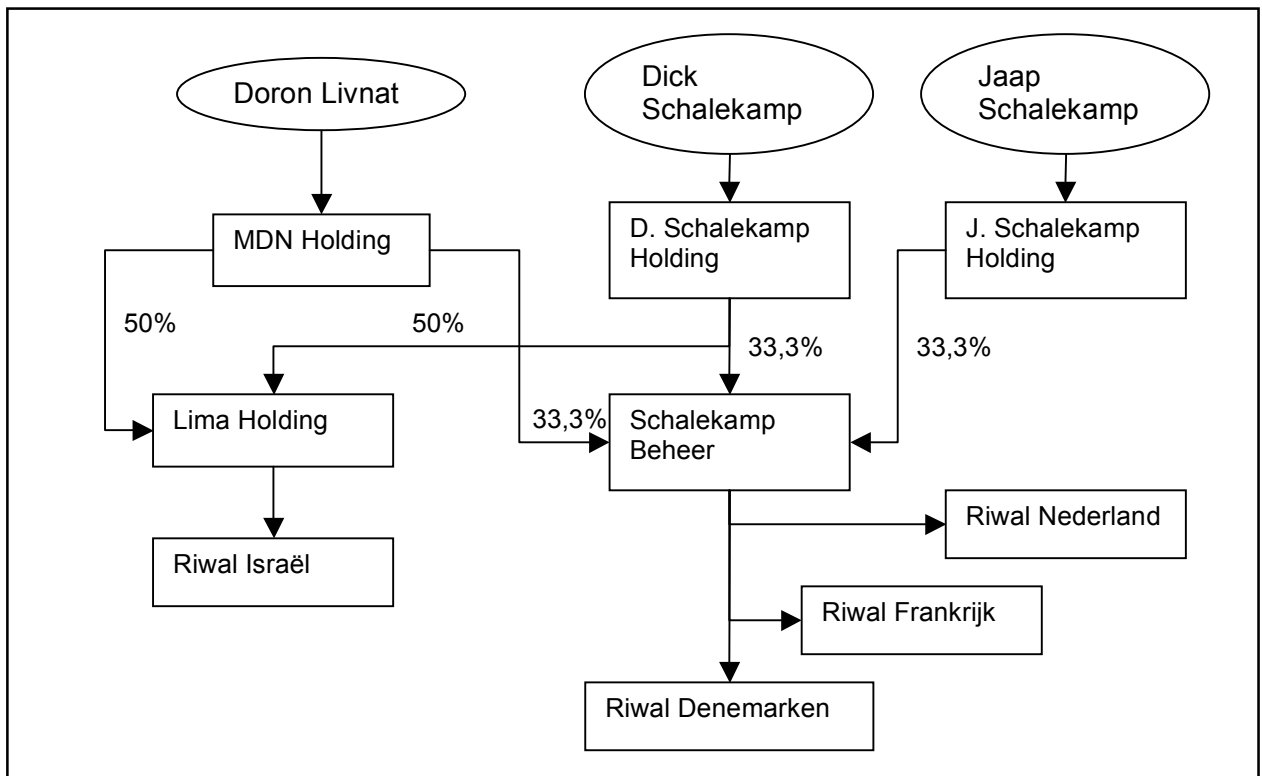 Doron Livnat
Dick
Schalekamp
Jaap
Schalekamp
MDN Holding
D. Schalekamp
Holding
J. Schalekamp
Holding
50%
50%
33,3%
33,3%
Lima Holding
33,3%
Schalekamp
Beheer
Riwal Nederland
Riwal Israël
Riwal Frankrijk
Riwal Denemarken